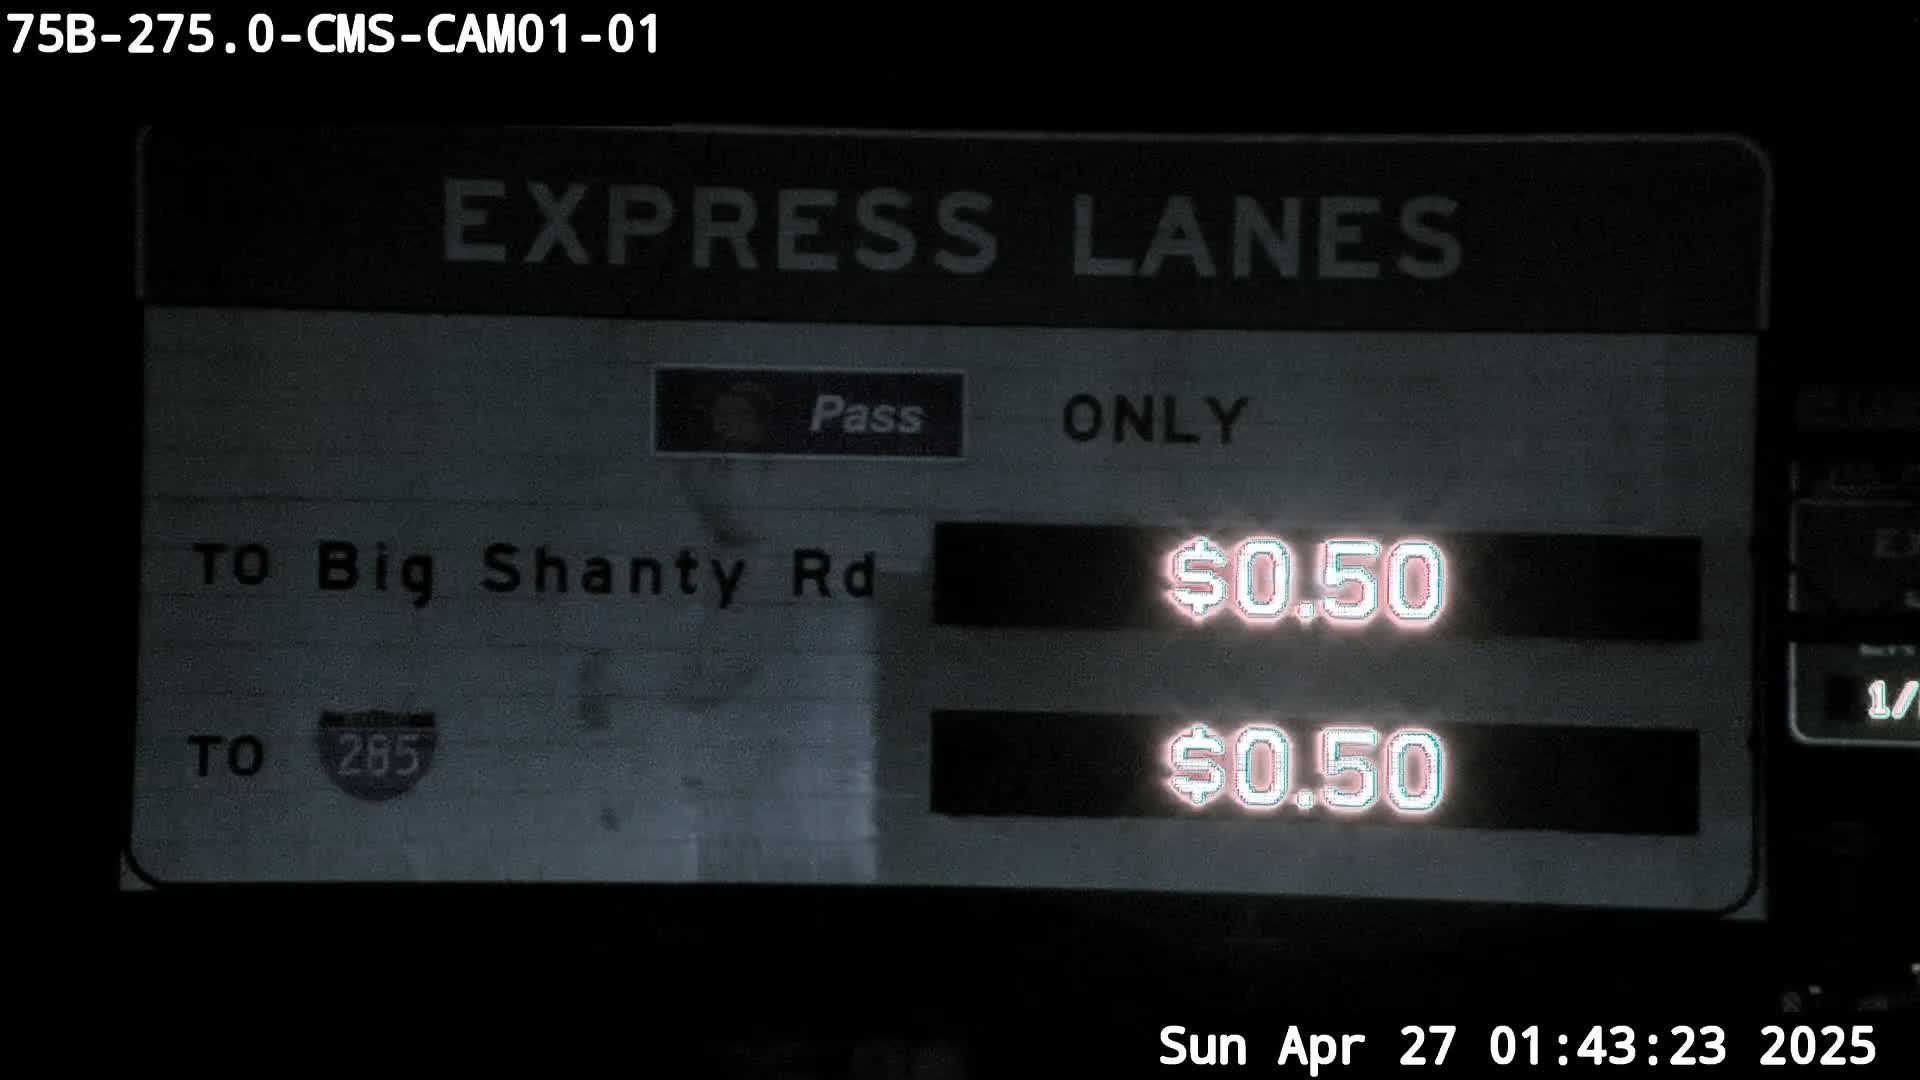 75B-275.0-CMS-CAM01-01
EXPRESS LANES
Pass ONLY
TO Big Shanty Rd $0.50
TO 285 $0.50
1/
Sun Apr 27 01:43:23 2025